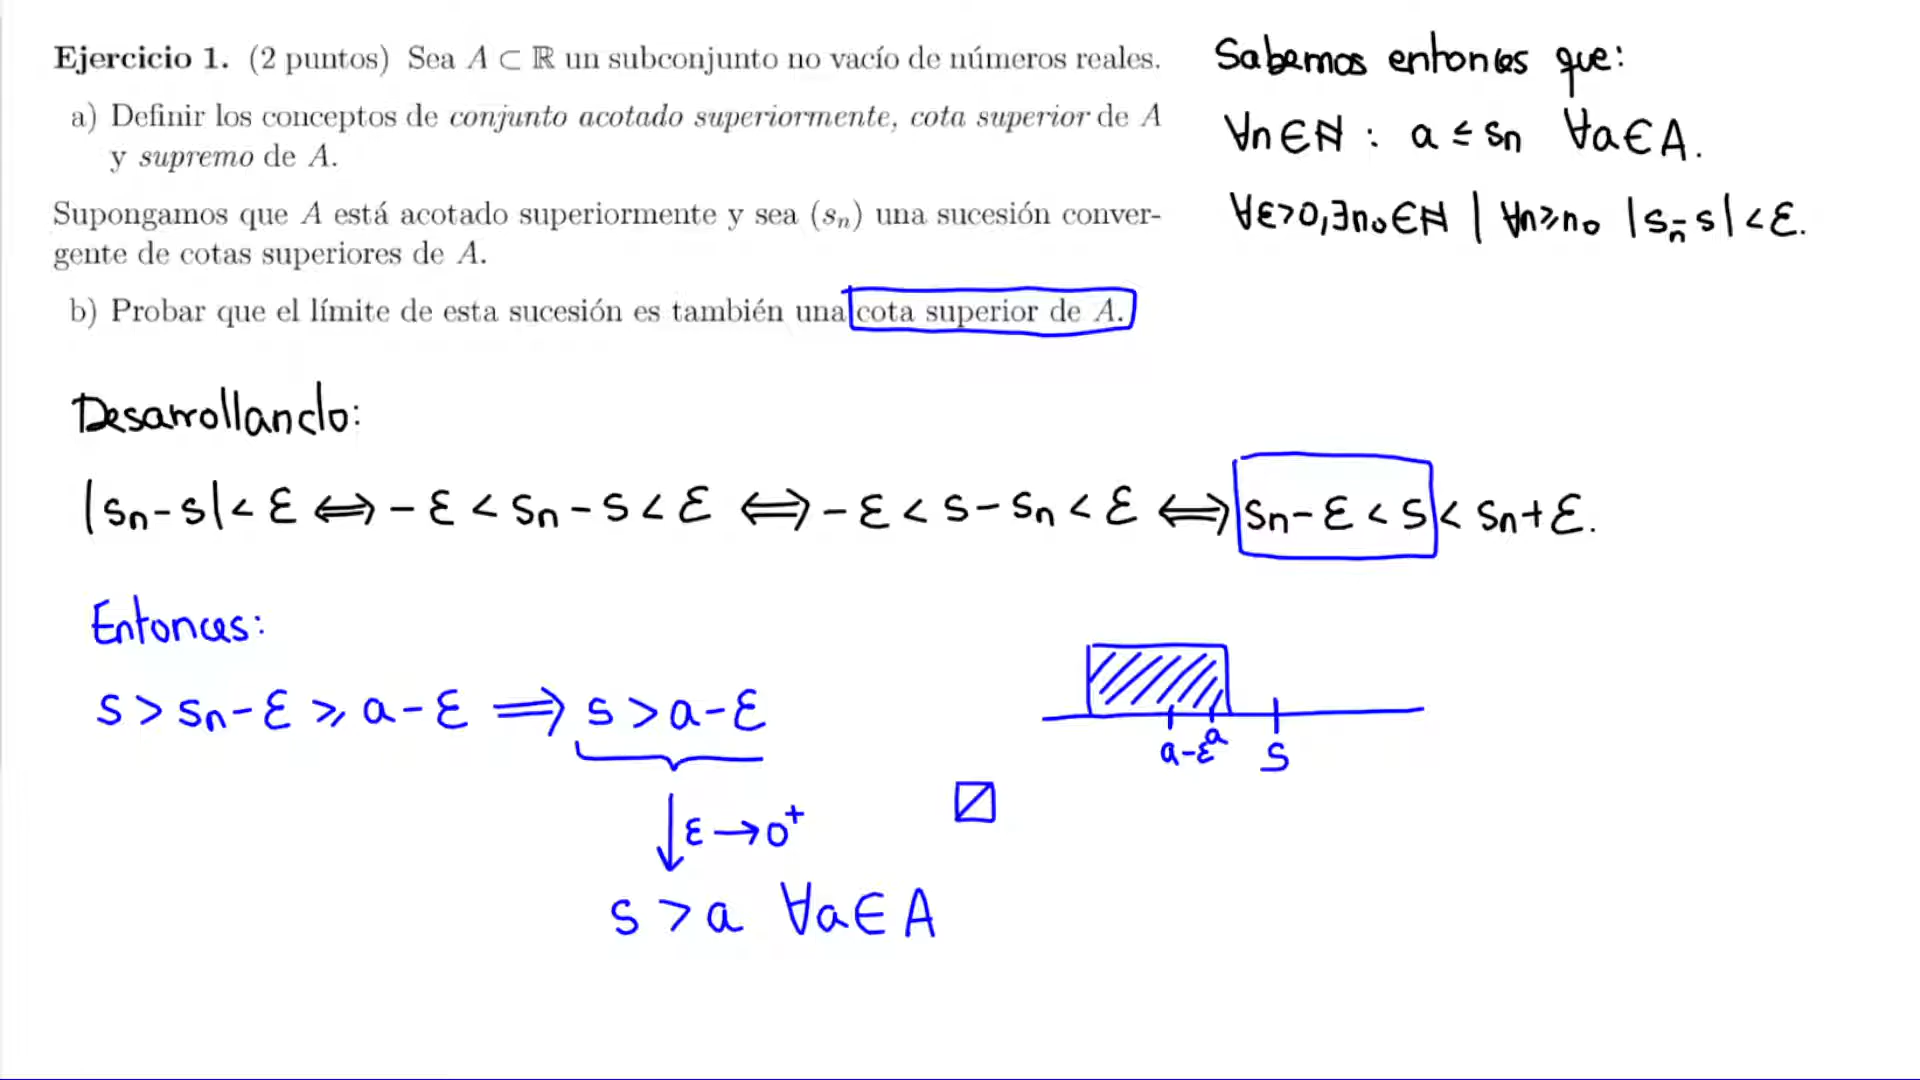 Ejercicio 1. (2 puntos) Sea A ⊂ ℝ un subconjunto no vacío de números reales.
a) Definir los conceptos de conjunto acotado superiormente, cota superior de A
y supremo de A.
Supongamos que A está acotado superiormente y sea (sₙ) una sucesión conver-
gente de cotas superiores de A.
b) Probar que el límite de esta sucesión es también una cota superior de A.
Sabemos entonces que:
∀n∈ℕ : a ≤ sₙ ∀a∈A.
∀ε>0, ∃n₀∈ℕ | ∀n≥n₀ |sₙ-s| < ε.
Desarrollando:
|sₙ-s| < ε ⟺ -ε < sₙ-s < ε ⟺ -ε < s-sₙ < ε ⟺ sₙ-ε < s < sₙ+ε.
Entonces:
s > sₙ-ε ≥ a-ε ⟹ s > a-ε
ε → 0⁺
s > a ∀a∈A
a-ε a s